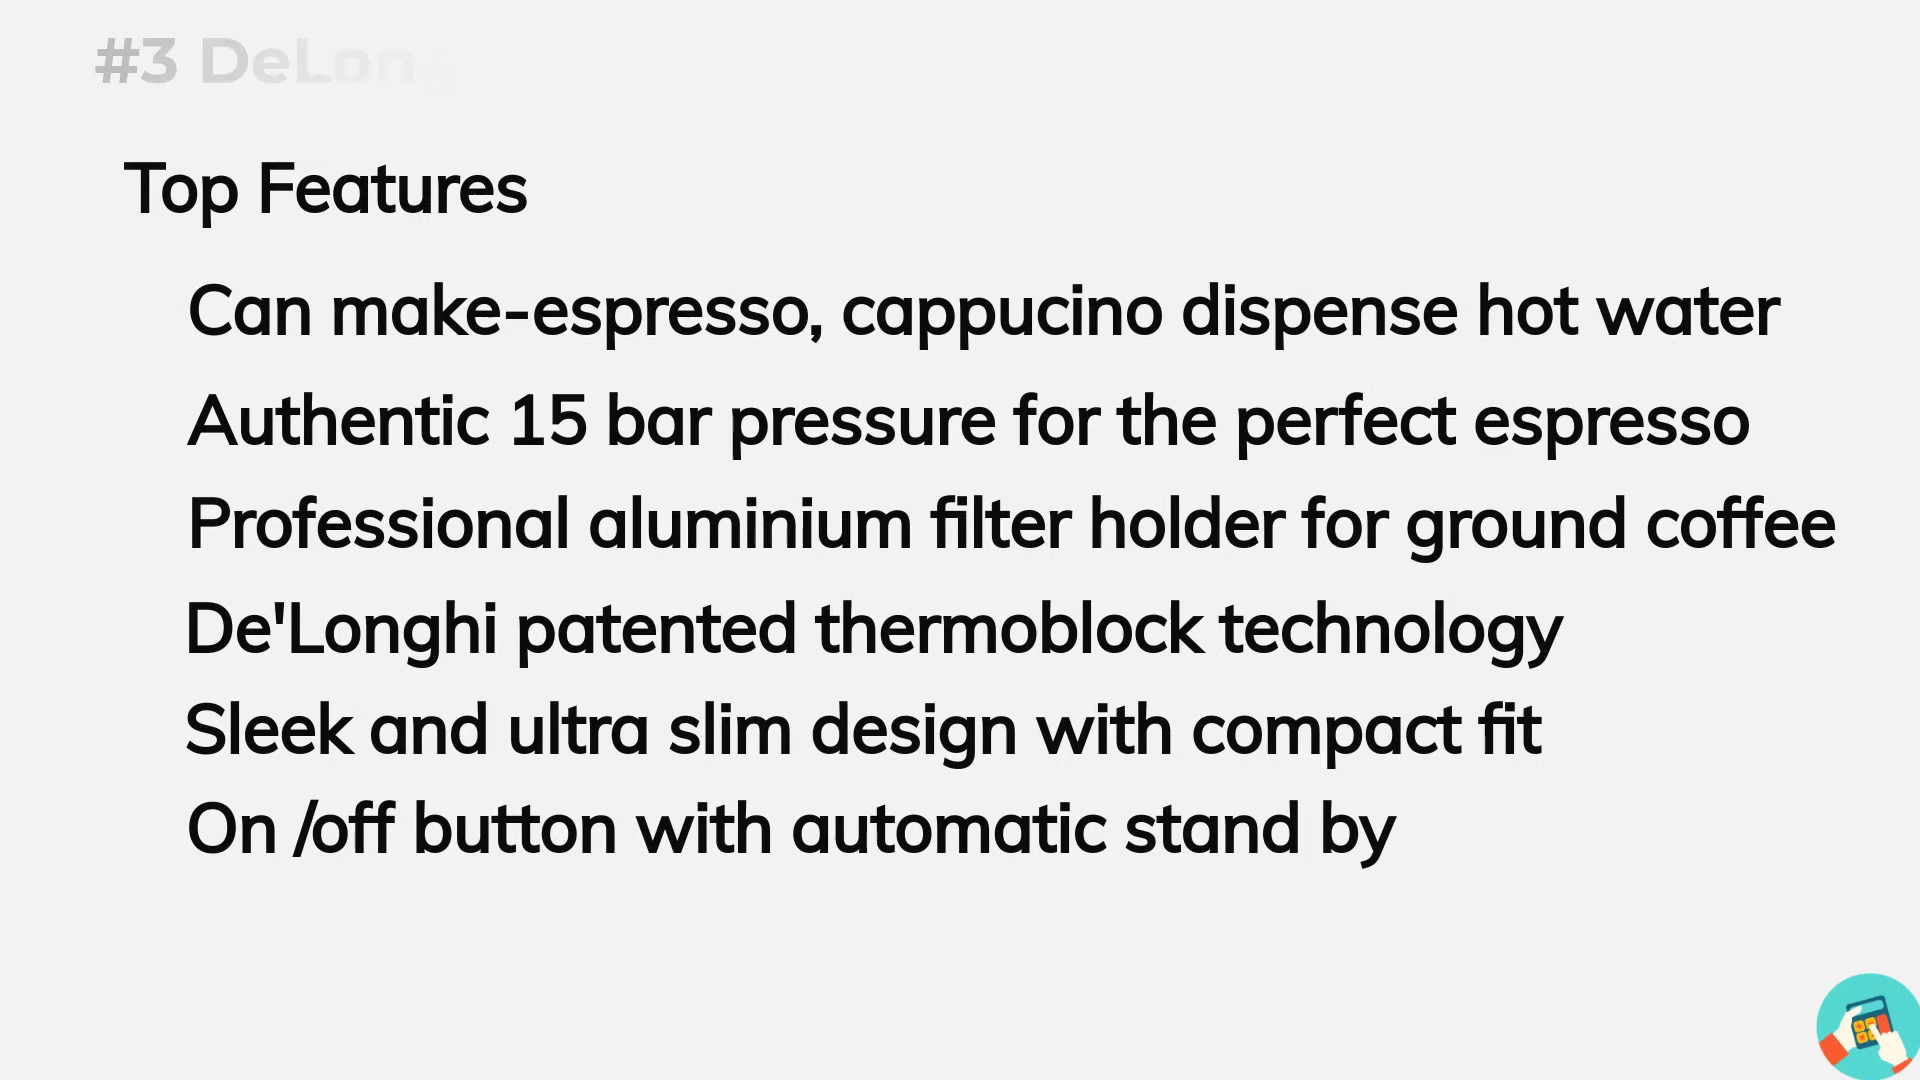 #3 DeLong
Top Features
Can make-espresso, cappucino dispense hot water
Authentic 15 bar pressure for the perfect espresso
Professional aluminium filter holder for ground coffee
De'Longhi patented thermoblock technology
Sleek and ultra slim design with compact fit
On /off button with automatic stand by